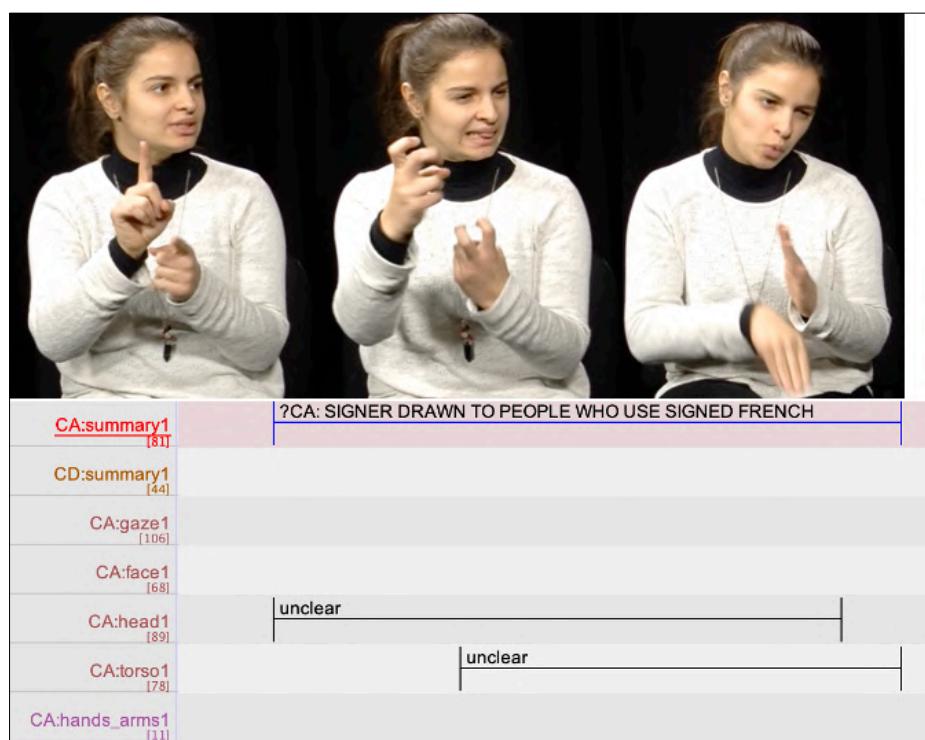 ?CA: SIGNER DRAWN TO PEOPLE WHO USE SIGNED FRENCH
CA:summary1
[81]
CD:summary1
[44]
CA:gaze1
[106]
CA:face1
[68]
unclear
CA:head1
[89]
unclear
CA:torso1
[78]
CA:hands_arms1
[11]